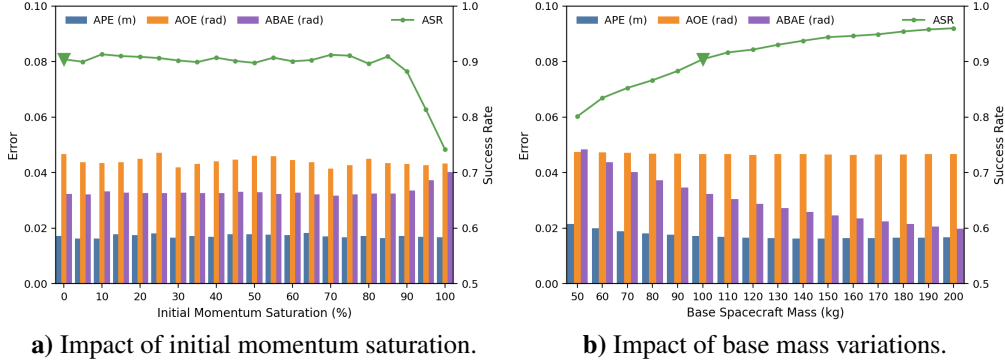 APE (m) AOE (rad) ABAE (rad) ASR
0.10
0.08
0.06
0.04
0.02
0.00
Error
1.0
0.9
0.8
0.7
0.6
0.5
Success Rate
0 10 20 30 40 50 60 70 80 90 100
Initial Momentum Saturation (%)
a) Impact of initial momentum saturation.
APE (m) AOE (rad) ABAE (rad) ASR
0.10
0.08
0.06
0.04
0.02
0.00
Error
1.0
0.9
0.8
0.7
0.6
0.5
Success Rate
50 60 70 80 90 100 110 120 130 140 150 160 170 180 190 200
Base Spacecraft Mass (kg)
b) Impact of base mass variations.